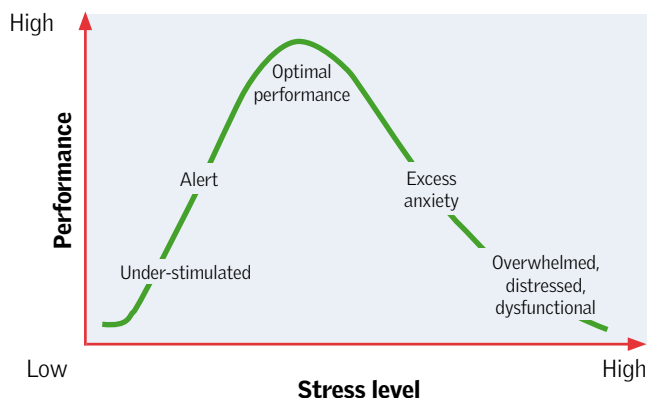 High
Optimal
performance
Performance
Alert
Excess
anxiety
Under-stimulated
Overwhelmed,
distressed,
dysfunctional
Low
High
Stress level